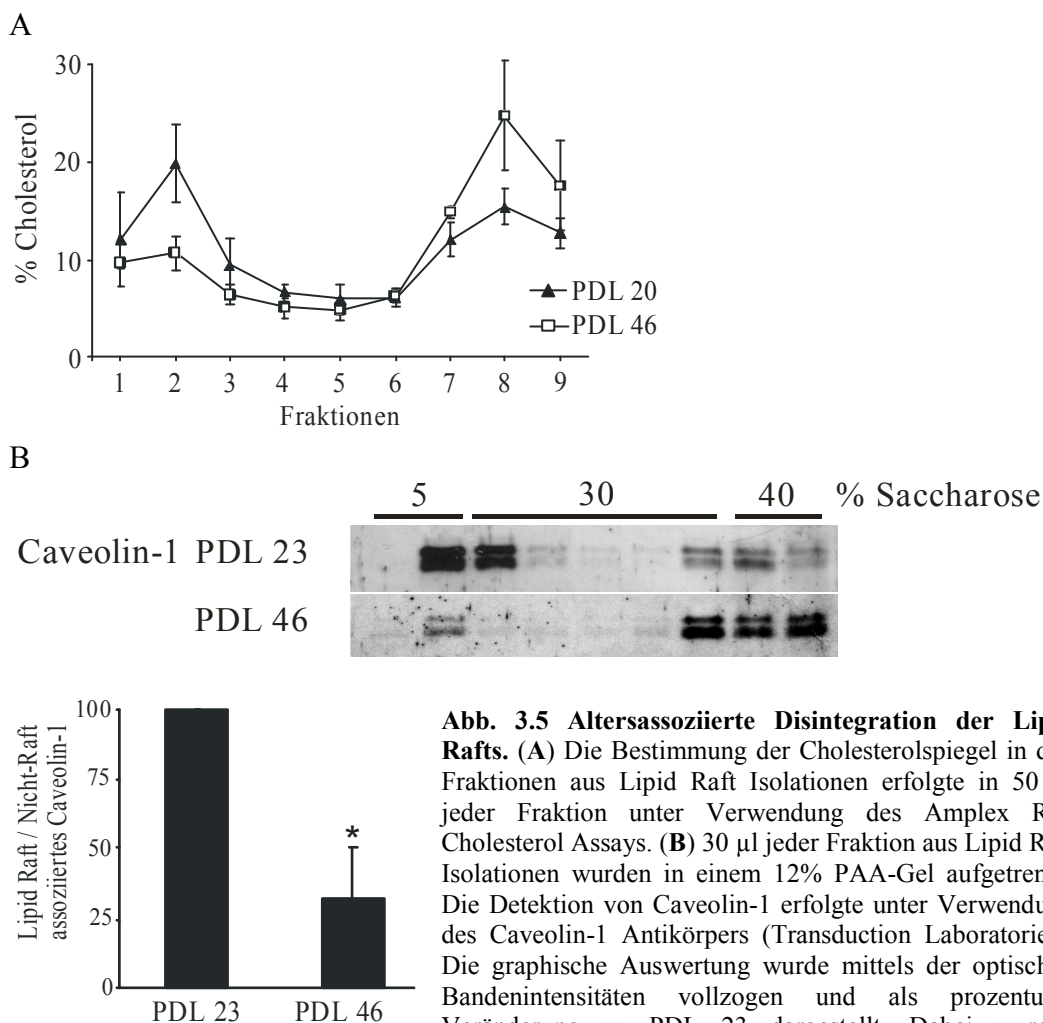 A
30
20
10
0
% Cholesterol
1 2 3 4 5 6 7 8 9
Fraktionen
PDL 20
PDL 46
B
5 30 40 % Saccharose
Caveolin-1 PDL 23
PDL 46
100
75
50
25
0
Lipid Raft / Nicht-Raft
assoziiertes Caveolin-1
*
PDL 23 PDL 46
Abb. 3.5 Altersassoziierte Disintegration der Lip
Rafts. (A) Die Bestimmung der Cholesterolspiegel in d
Fraktionen aus Lipid Raft Isolationen erfolgte in 50
jeder Fraktion unter Verwendung des Amplex R
Cholesterol Assays. (B) 30 µl jeder Fraktion aus Lipid R
Isolationen wurden in einem 12% PAA-Gel aufgetren
Die Detektion von Caveolin-1 erfolgte unter Verwendu
des Caveolin-1 Antikörpers (Transduction Laboratorie
Die graphische Auswertung wurde mittels der optisch
Bandenintensitäten vollzogen und als prozentu